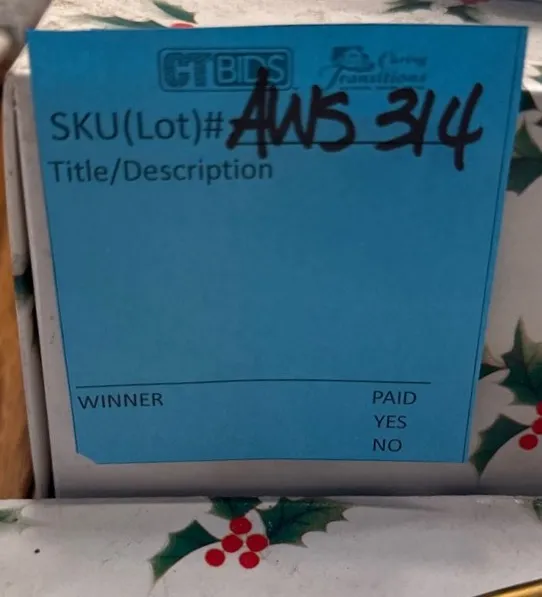 CTBIDS Caring
Transitions
SKU(Lot)# AWS 314
Title/Description
WINNER PAID
YES
NO